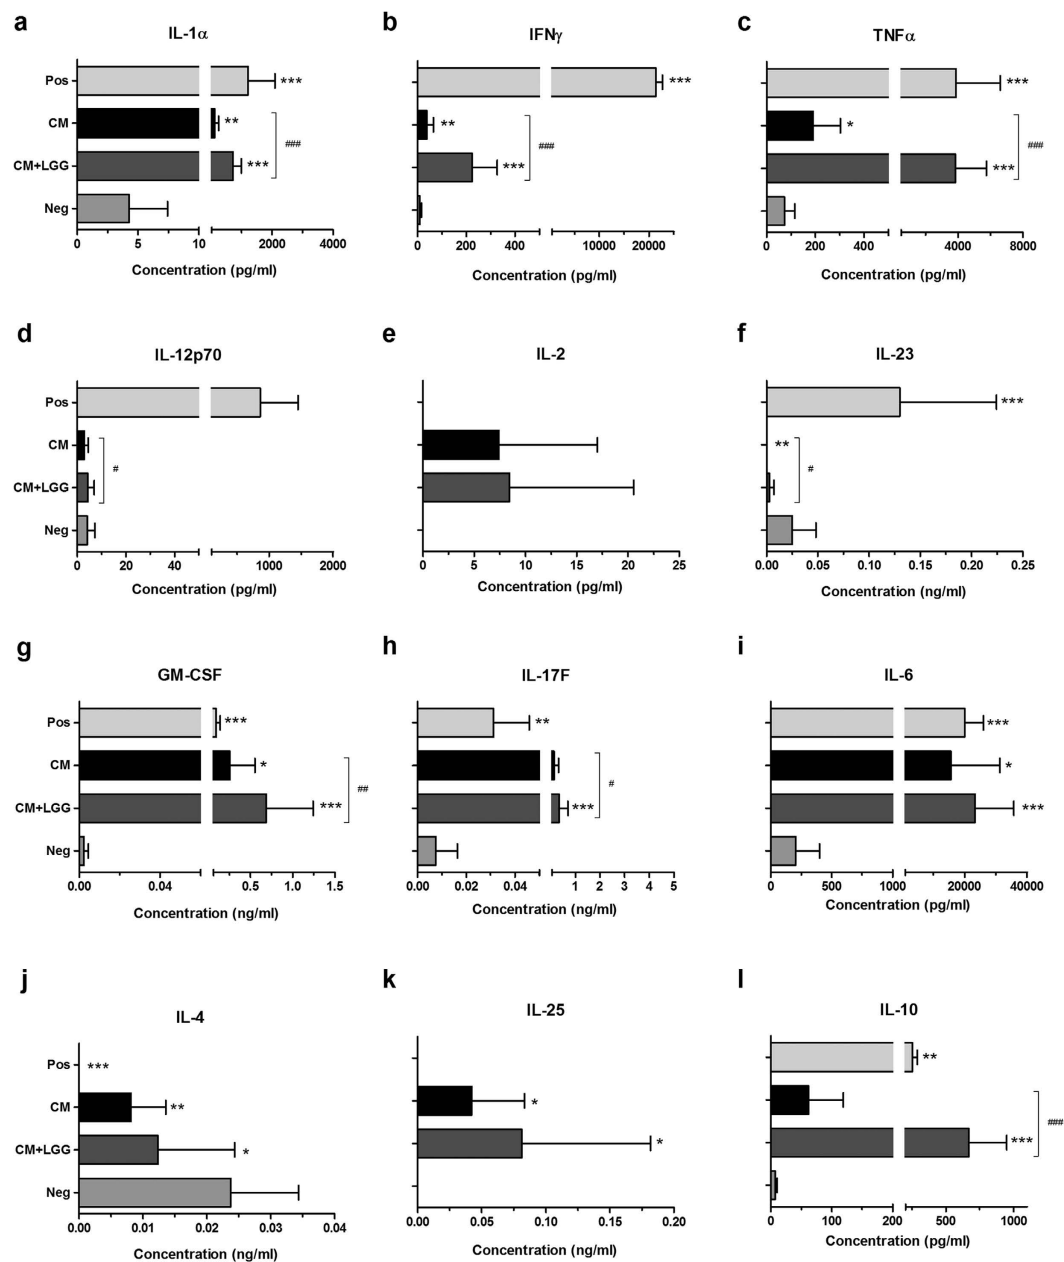 a
b
c
IL-1α
IFNγ
TNFα
Pos
***
***
***
CM
**
**
*
###
###
###
CM+LGG
***
***
***
Neg
0 5 10 2000 4000
0 200 400 10000 20000
0 200 400 4000 8000
Concentration (pg/ml)
Concentration (pg/ml)
Concentration (pg/ml)
d
e
f
IL-12p70
IL-2
IL-23
Pos
***
CM
**
#
#
CM+LGG
Neg
0 20 40 1000 2000
0 5 10 15 20 25
0.00 0.05 0.10 0.15 0.20 0.25
Concentration (pg/ml)
Concentration (pg/ml)
Concentration (ng/ml)
g
h
i
GM-CSF
IL-17F
IL-6
Pos
***
**
***
CM
*
*
##
#
CM+LGG
***
***
***
Neg
0.00 0.04 0.5 1.0 1.5
0.00 0.02 0.04 1 2 3 4 5
0 500 1000 20000 40000
Concentration (ng/ml)
Concentration (ng/ml)
Concentration (pg/ml)
j
k
l
IL-4
IL-25
IL-10
Pos
***
**
CM
**
*
###
CM+LGG
*
*
***
Neg
0.00 0.01 0.02 0.03 0.04
0.00 0.05 0.10 0.15 0.20
0 100 200 500 1000
Concentration (ng/ml)
Concentration (ng/ml)
Concentration (pg/ml)